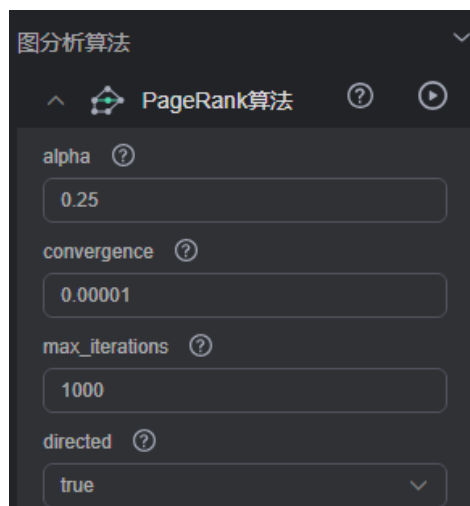 图分析算法
PageRank算法
alpha
0.25
convergence
0.00001
max_iterations
1000
directed
true